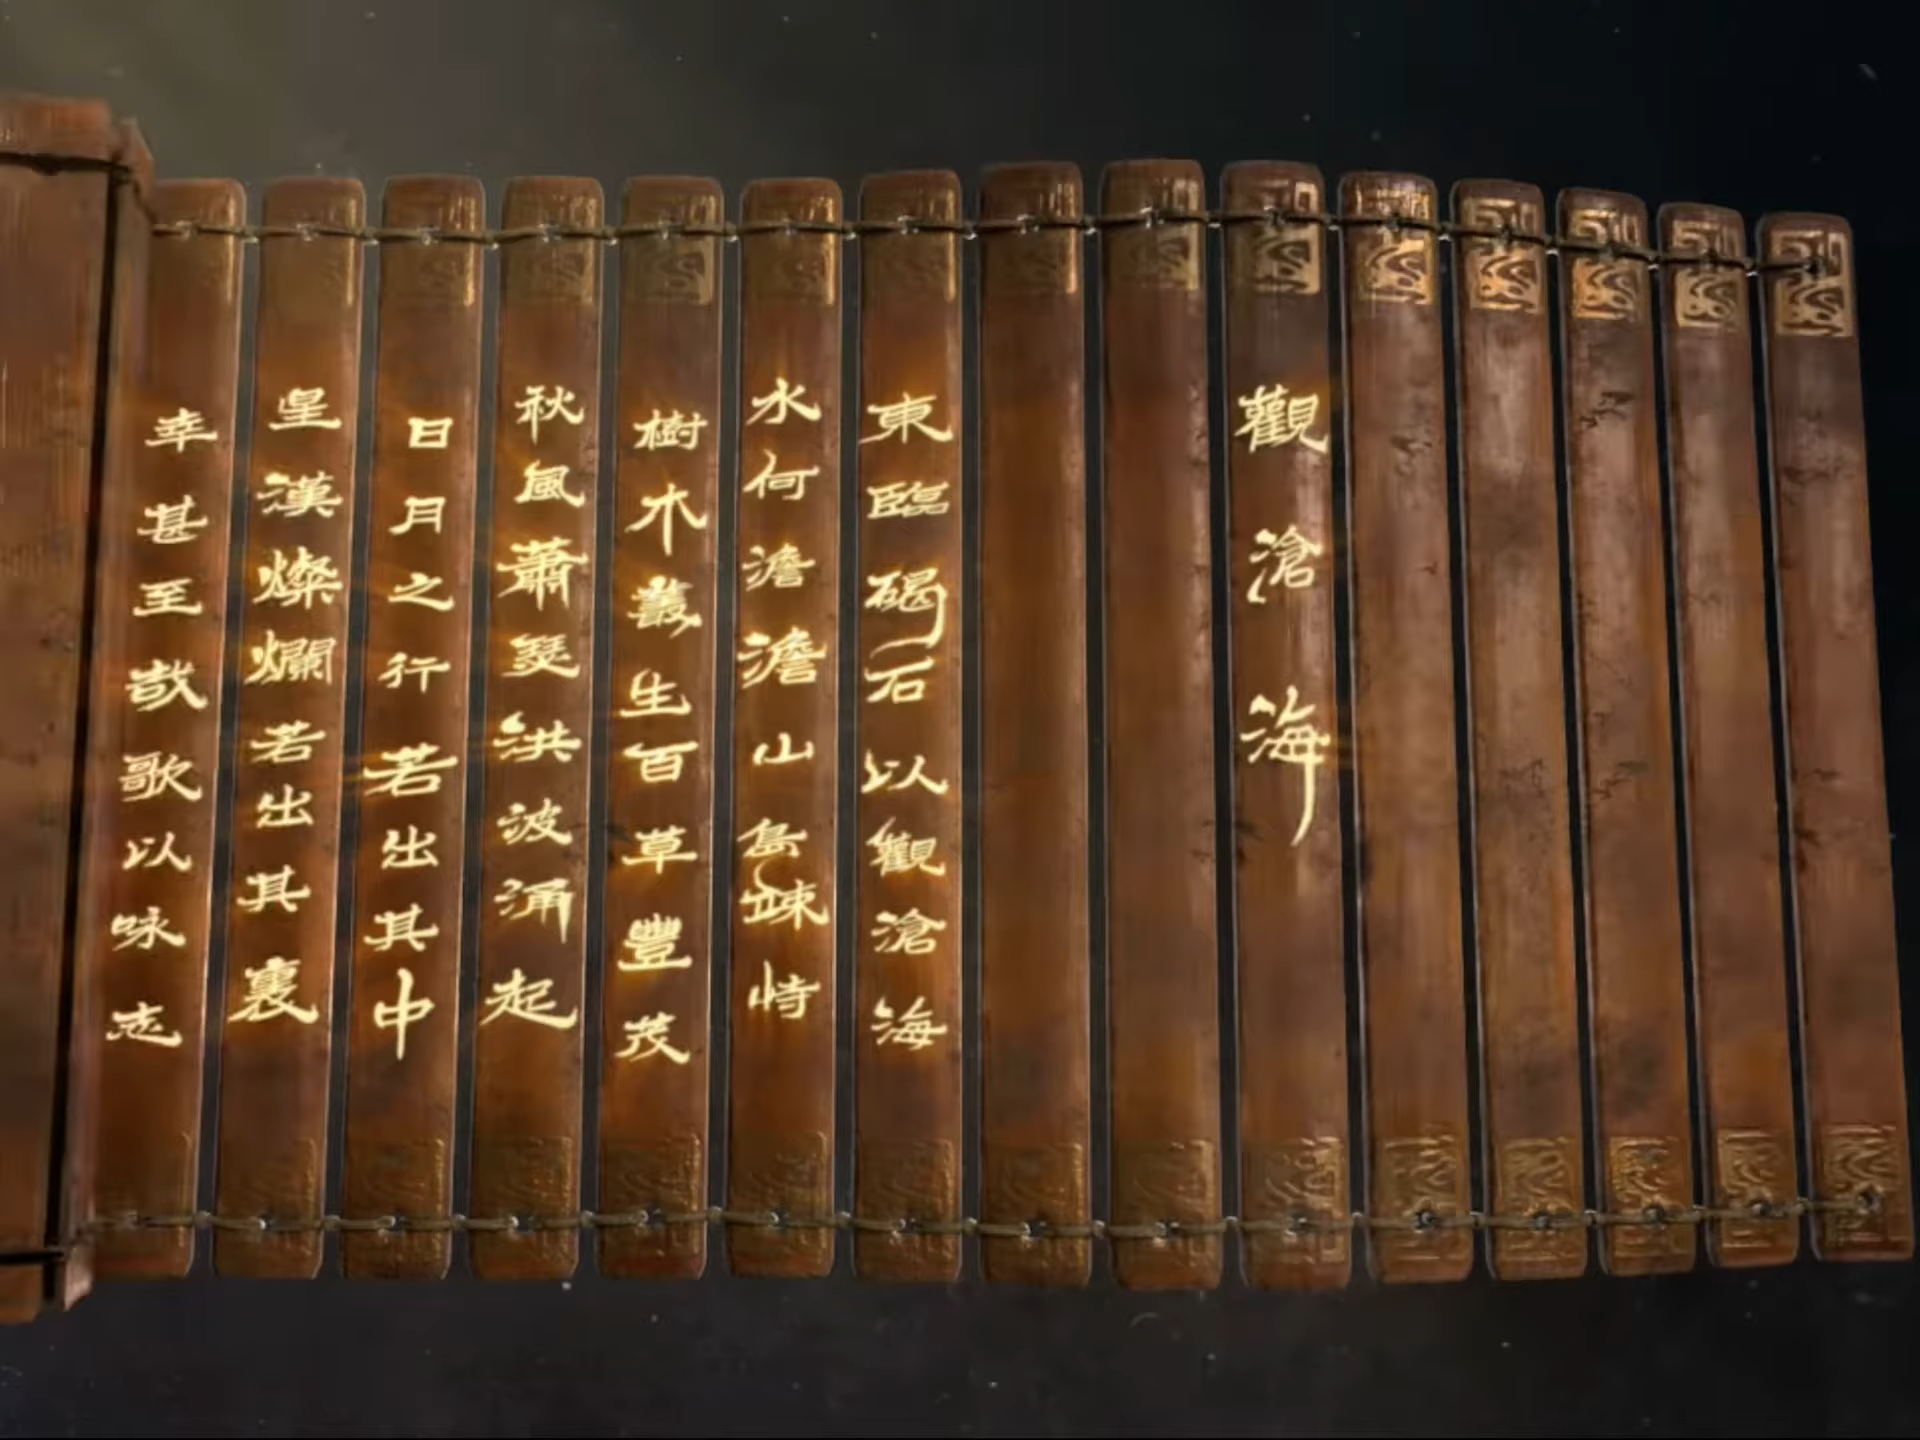 觀滄海
東臨碣石以觀滄海
水何澹澹山島竦峙
樹木叢生百草豐茂
秋風蕭瑟洪波涌起
日月之行若出其中
星漢燦爛若出其裏
幸甚至哉歌以咏志